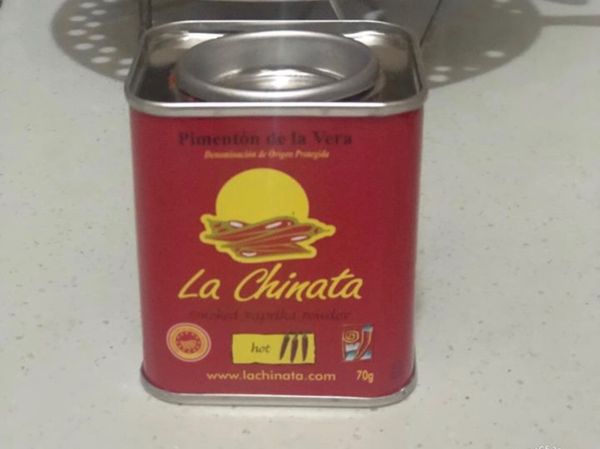 Pimentón de la Vera
Denominación de Origen Protegida
La Chinata
smoked paprika powder
hot
www.lachinata.com
70g